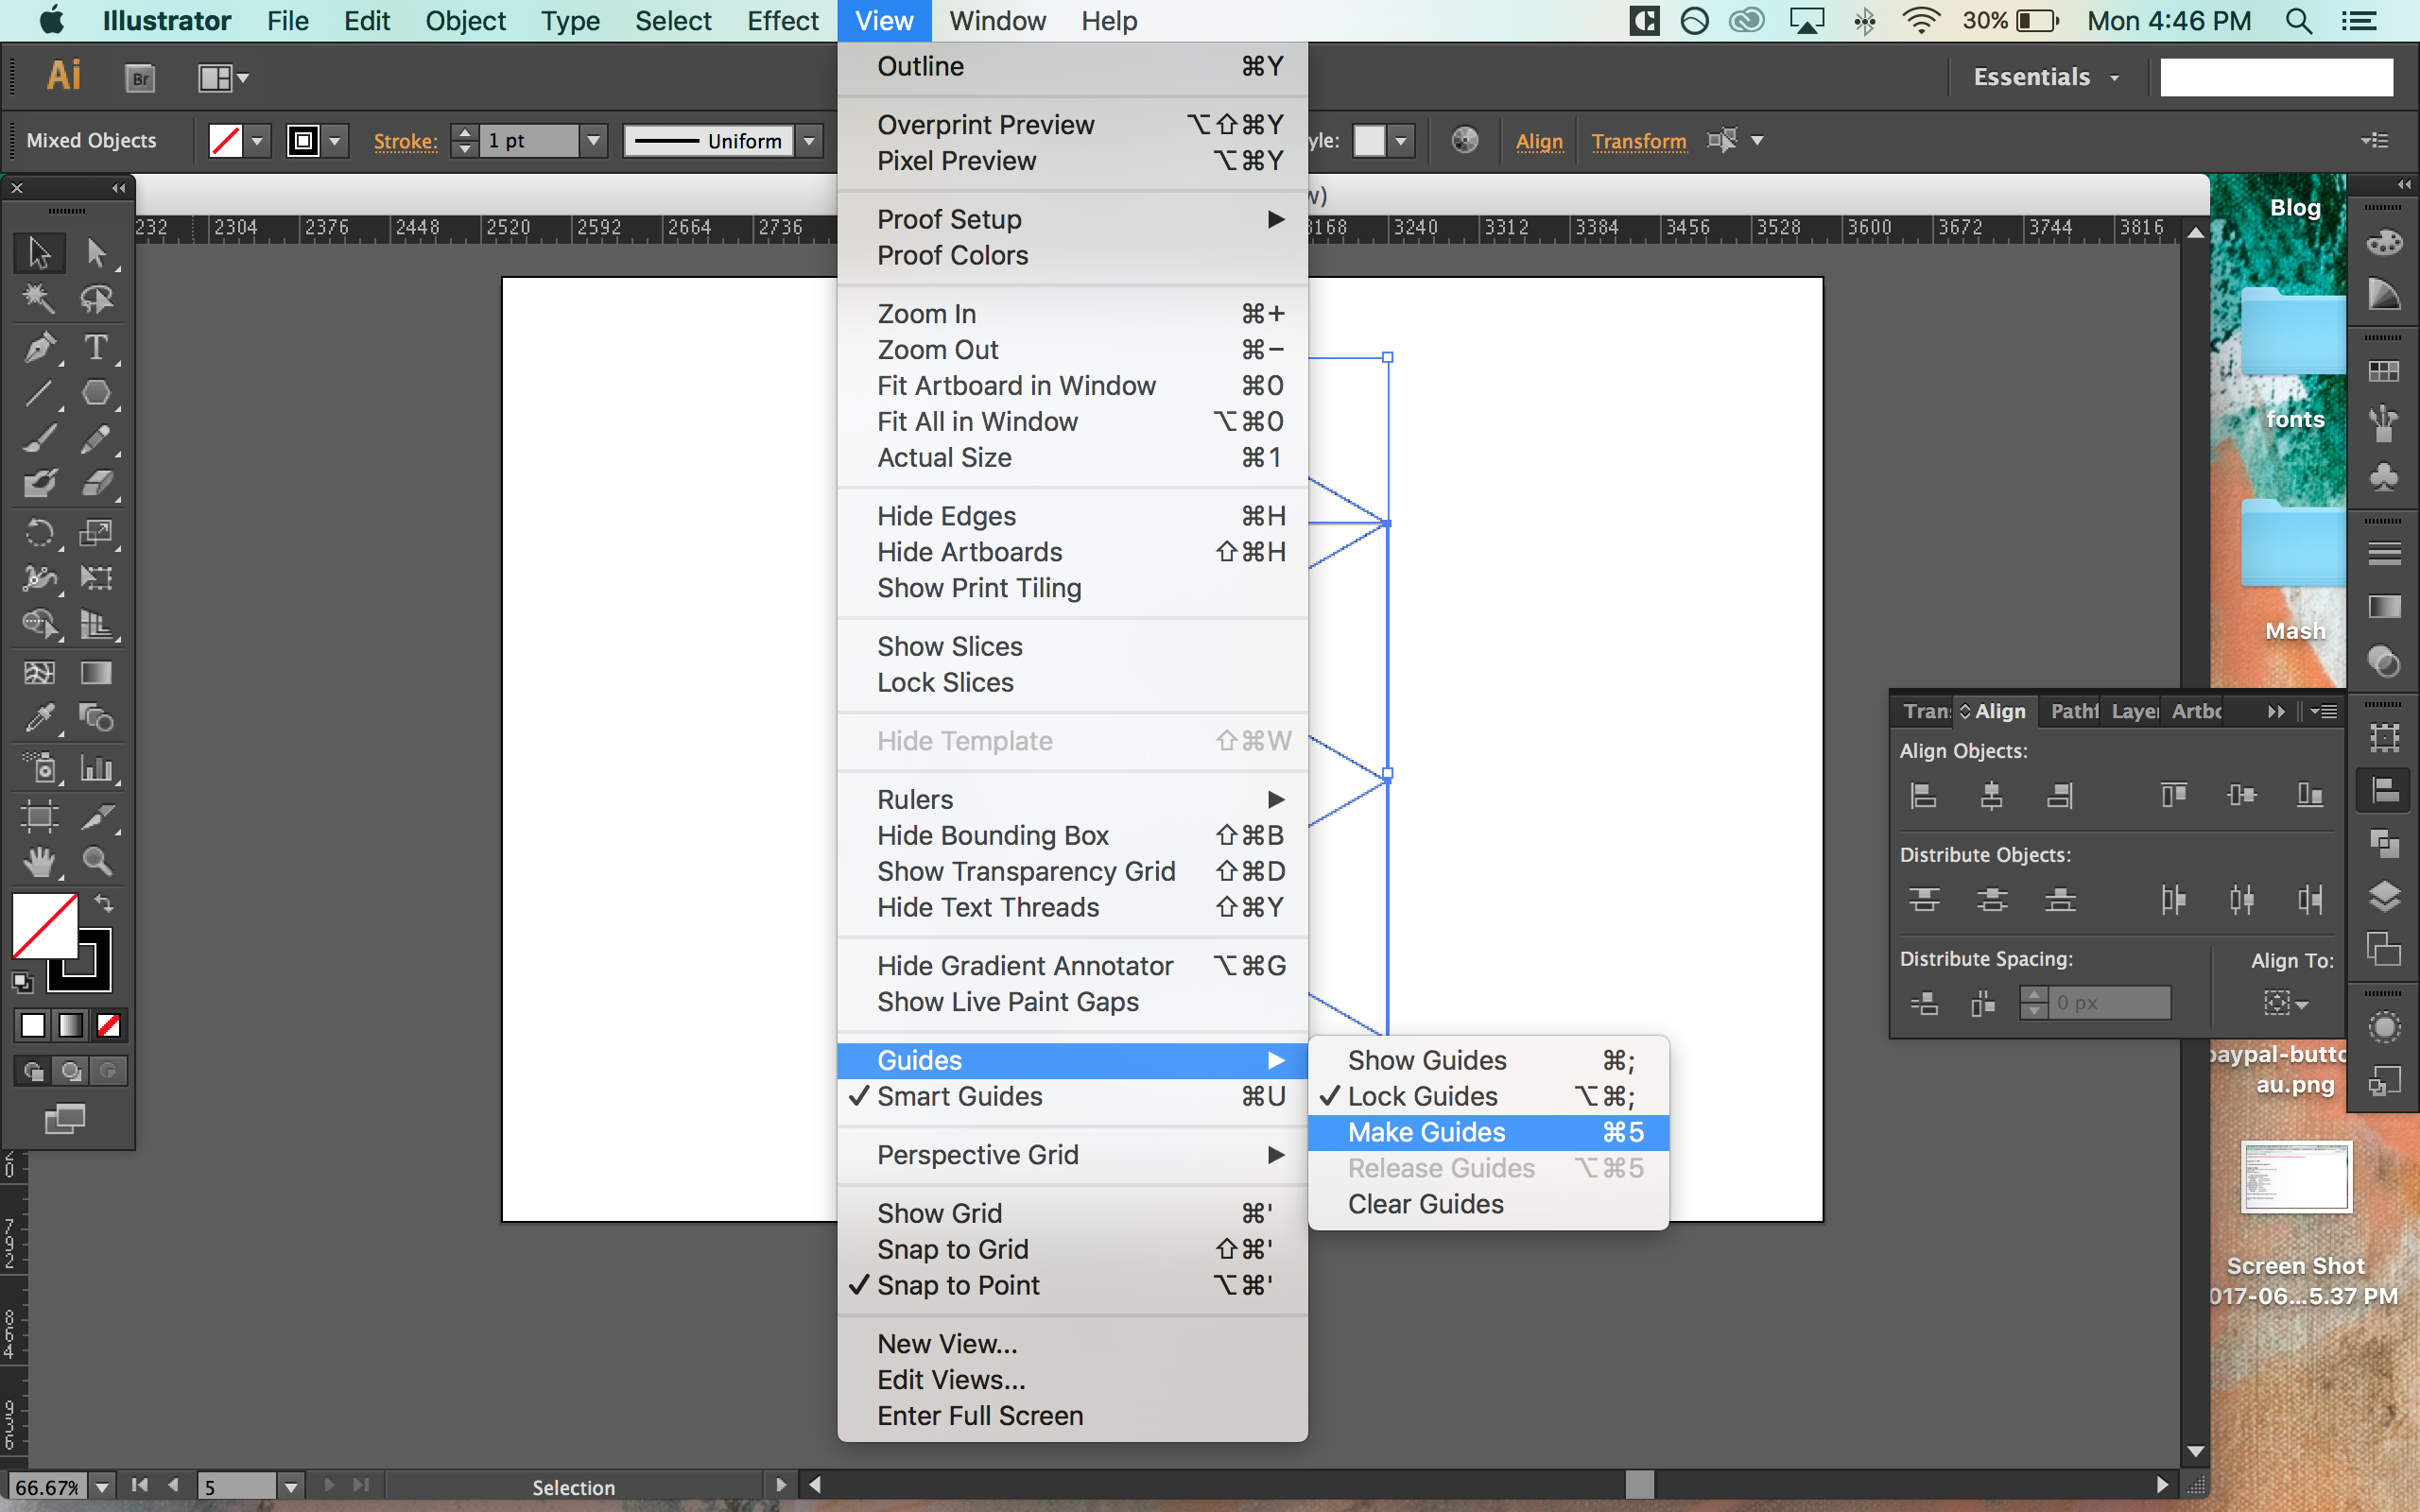 Illustrator File Edit Object Type Select Effect View Window Help 30% Mon 4:46 PM
Ai Br Essentials
Mixed Objects Stroke: 1 pt Uniform yle: Align Transform
w)
232 2304 2376 2448 2520 2592 2664 2736 3168 3240 3312 3384 3456 3528 3600 3672 3744 3816
Outline ⌘Y
Overprint Preview ⌥⇧⌘Y
Pixel Preview ⌥⌘Y
Proof Setup ▶
Proof Colors
Zoom In ⌘+
Zoom Out ⌘−
Fit Artboard in Window ⌘0
Fit All in Window ⌥⌘0
Actual Size ⌘1
Hide Edges ⌘H
Hide Artboards ⇧⌘H
Show Print Tiling
Show Slices
Lock Slices
Hide Template ⇧⌘W
Rulers ▶
Hide Bounding Box ⇧⌘B
Show Transparency Grid ⇧⌘D
Hide Text Threads ⇧⌘Y
Hide Gradient Annotator ⌥⌘G
Show Live Paint Gaps
Guides ▶
✓ Smart Guides ⌘U
Perspective Grid ▶
Show Grid ⌘'
Snap to Grid ⇧⌘'
✓ Snap to Point ⌥⌘'
New View...
Edit Views...
Enter Full Screen
Show Guides ⌘;
✓ Lock Guides ⌥⌘;
Make Guides ⌘5
Release Guides ⌥⌘5
Clear Guides
Blog
fonts
Mash
Tran Align Pathf Layer Artbo
Align Objects:
Distribute Objects:
Distribute Spacing: Align To:
0 px
paypal-butto
au.png
Screen Shot
017-06...5.37 PM
20
792
864
936
66.67% 5 Selection